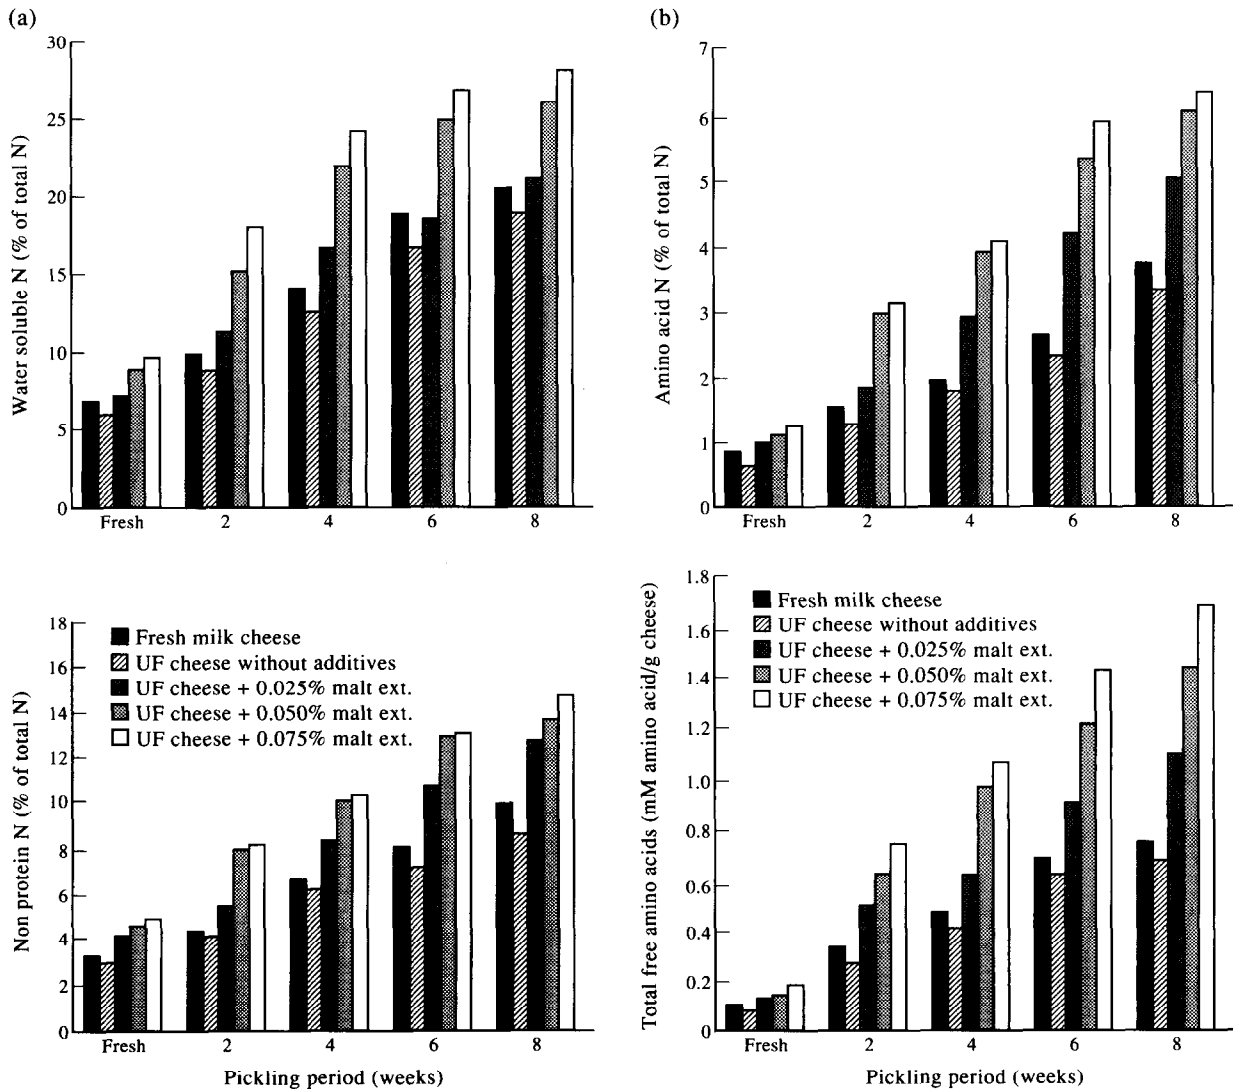 (a)
Water soluble N (% of total N)
30
25
20
15
10
5
0
Fresh 2 4 6 8
(b)
Amino acid N (% of total N)
7
6
5
4
3
2
1
0
Fresh 2 4 6 8
Non protein N (% of total N)
18
16
14
12
10
8
6
4
2
0
Fresh milk cheese
UF cheese without additives
UF cheese + 0.025% malt ext.
UF cheese + 0.050% malt ext.
UF cheese + 0.075% malt ext.
Fresh 2 4 6 8
Pickling period (weeks)
Total free amino acids (mM amino acid/g cheese)
1.8
1.6
1.4
1.2
1.0
0.8
0.6
0.4
0.2
0
Fresh milk cheese
UF cheese without additives
UF cheese + 0.025% malt ext.
UF cheese + 0.050% malt ext.
UF cheese + 0.075% malt ext.
Fresh 2 4 6 8
Pickling period (weeks)